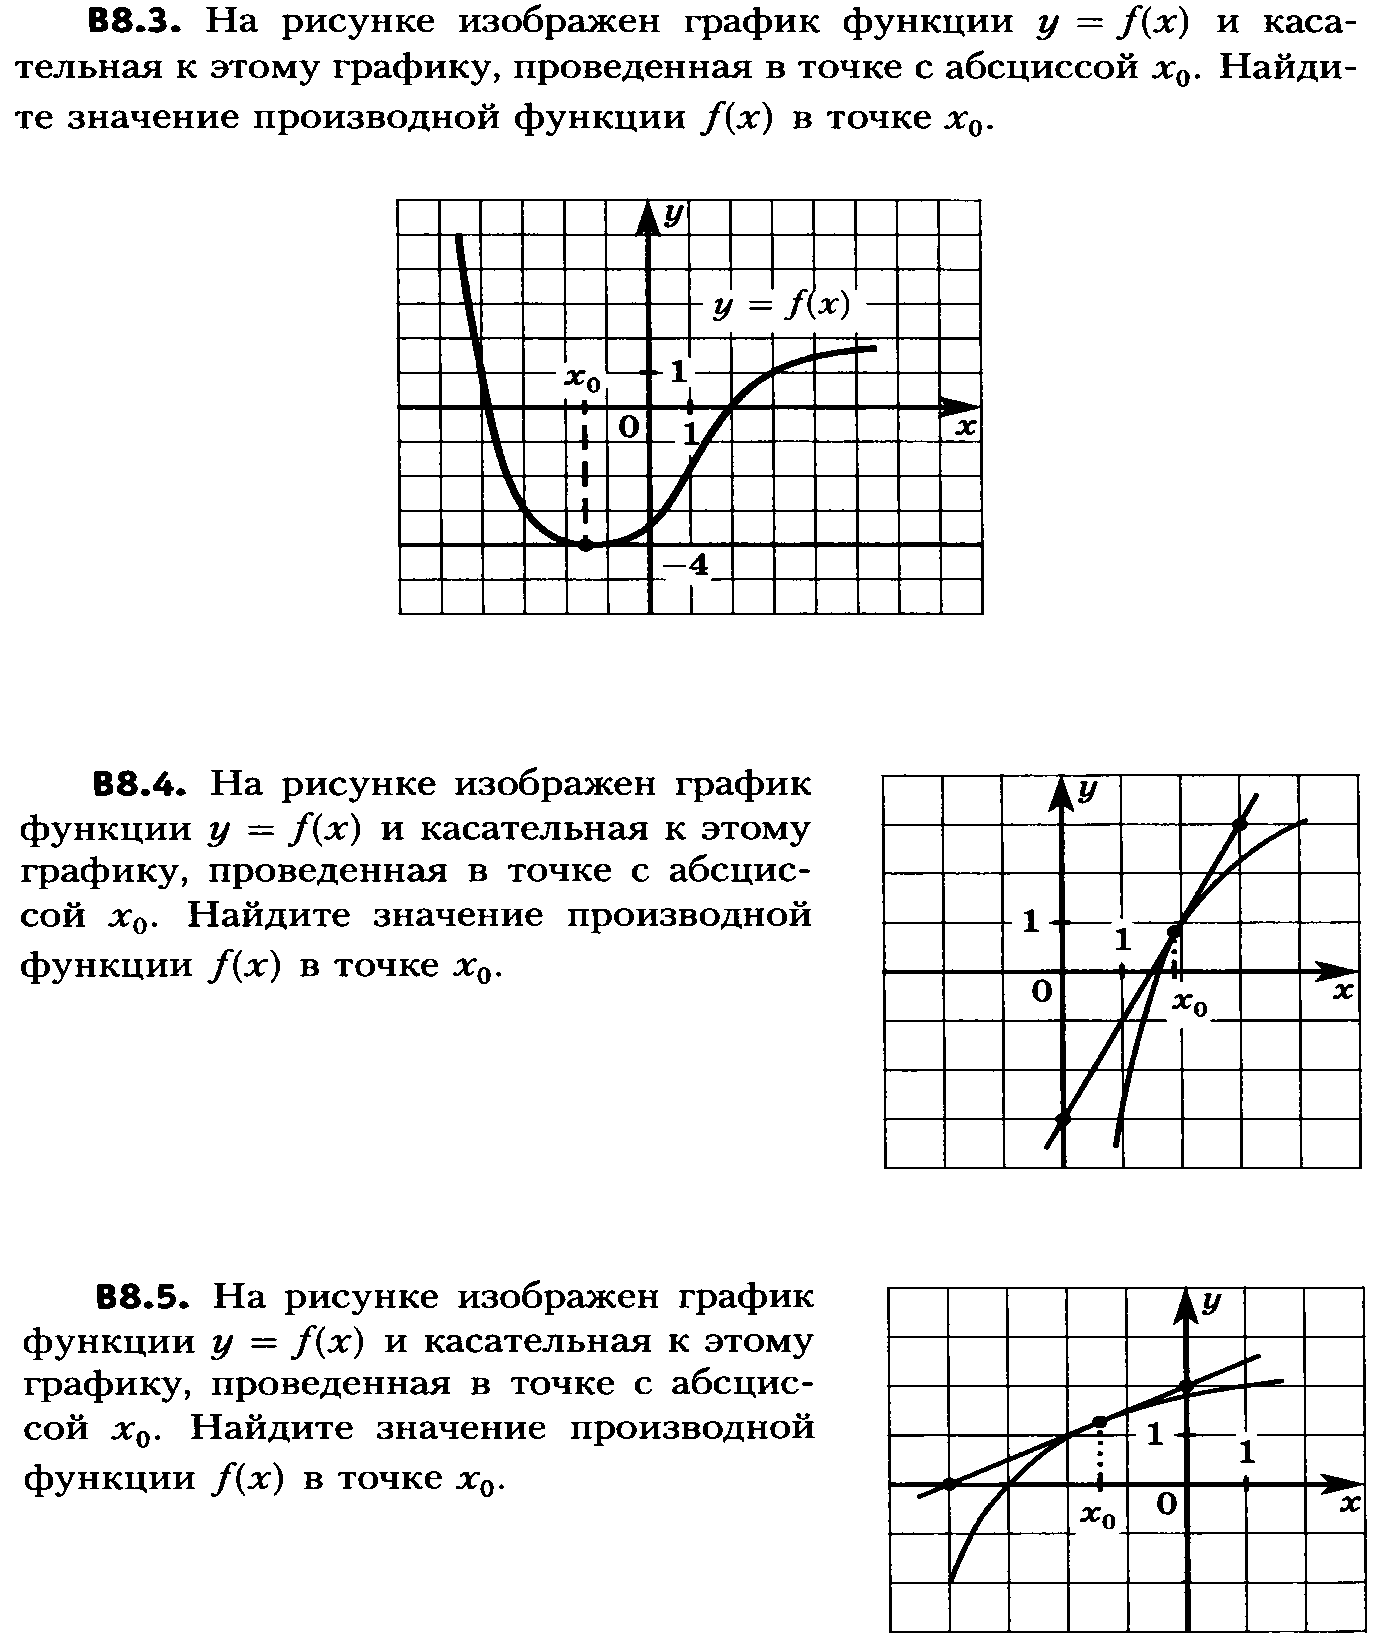 В8.3. На рисунке изображен график функции y = f(x) и каса-
тельная к этому графику, проведенная в точке с абсциссой x₀. Найди-
те значение производной функции f(x) в точке x₀.
y
y = f(x)
x₀ 1
0 1 x
−4
В8.4. На рисунке изображен график
функции y = f(x) и касательная к этому
графику, проведенная в точке с абсцис-
сой x₀. Найдите значение производной
функции f(x) в точке x₀.
y
1 1
0 x₀ x
В8.5. На рисунке изображен график
функции y = f(x) и касательная к этому
графику, проведенная в точке с абсцис-
сой x₀. Найдите значение производной
функции f(x) в точке x₀.
y
1 1
x₀ 0 x